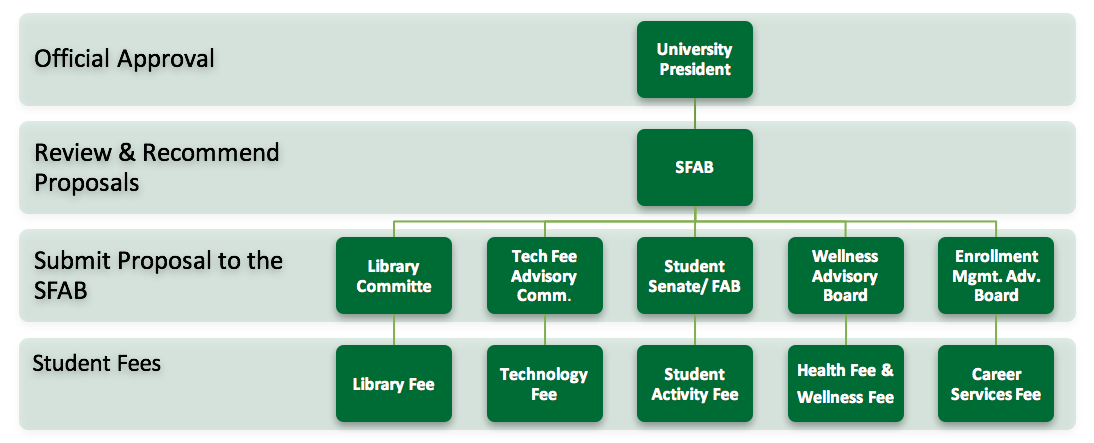 Official Approval
University
President
Review & Recommend
Proposals
SFAB
Submit Proposal to the
SFAB
Library
Committe
Tech Fee
Advisory
Comm.
Student
Senate/ FAB
Wellness
Advisory
Board
Enrollment
Mgmt. Adv.
Board
Student Fees
Library Fee
Technology
Fee
Student
Activity Fee
Health Fee &
Wellness Fee
Career
Services Fee